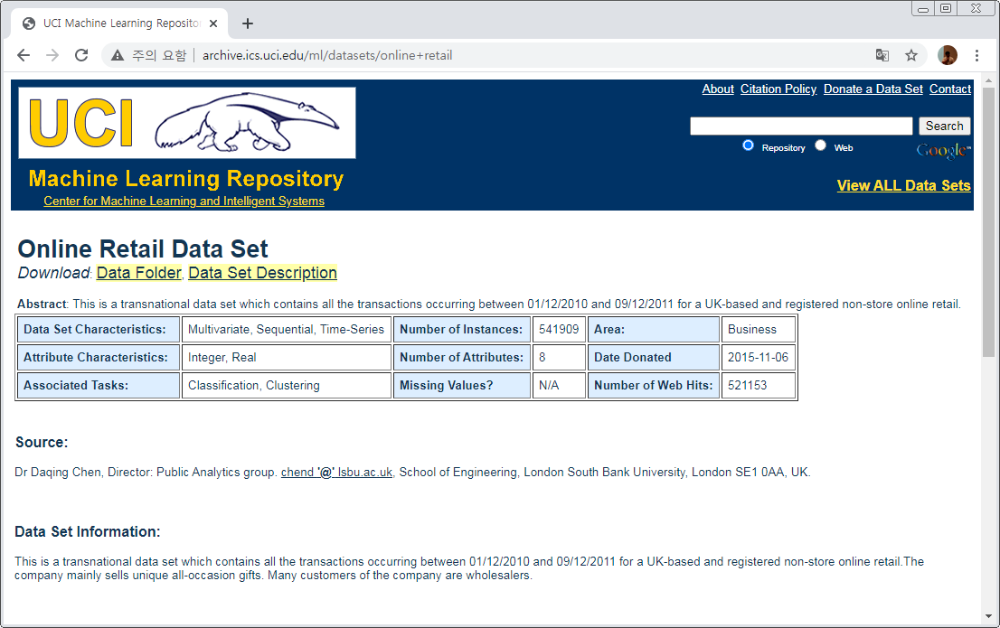 UCI Machine Learning Reposito
주의 요함 archive.ics.uci.edu/ml/datasets/online+retail
UCI
Machine Learning Repository
Center for Machine Learning and Intelligent Systems
About Citation Policy Donate a Data Set Contact
Search
Repository Web
Google™
View ALL Data Sets
Online Retail Data Set
Download: Data Folder, Data Set Description
Abstract: This is a transnational data set which contains all the transactions occurring between 01/12/2010 and 09/12/2011 for a UK-based and registered non-store online retail.
Data Set Characteristics: Multivariate, Sequential, Time-Series Number of Instances: 541909 Area: Business
Attribute Characteristics: Integer, Real Number of Attributes: 8 Date Donated 2015-11-06
Associated Tasks: Classification, Clustering Missing Values? N/A Number of Web Hits: 521153
Source:
Dr Daqing Chen, Director: Public Analytics group. chend '@' lsbu.ac.uk, School of Engineering, London South Bank University, London SE1 0AA, UK.
Data Set Information:
This is a transnational data set which contains all the transactions occurring between 01/12/2010 and 09/12/2011 for a UK-based and registered non-store online retail.The
company mainly sells unique all-occasion gifts. Many customers of the company are wholesalers.